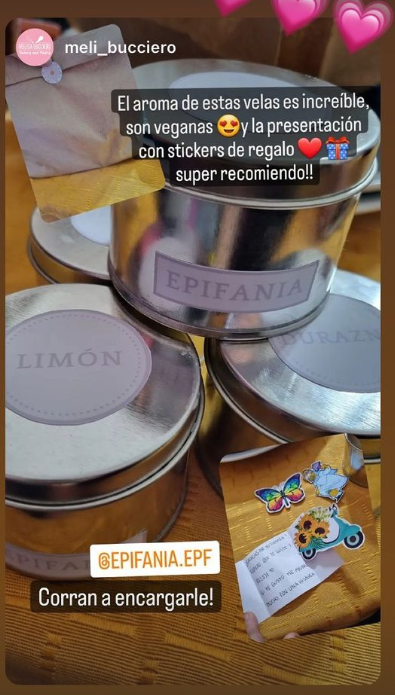 meli_bucciero
El aroma de estas velas es increíble,
son veganas 😍 y la presentación
con stickers de regalo ❤️🎁
super recomiendo!!
EPIFANIA
LIMÓN
DURAZN
@EPIFANIA.EPF
Corran a encargarle!